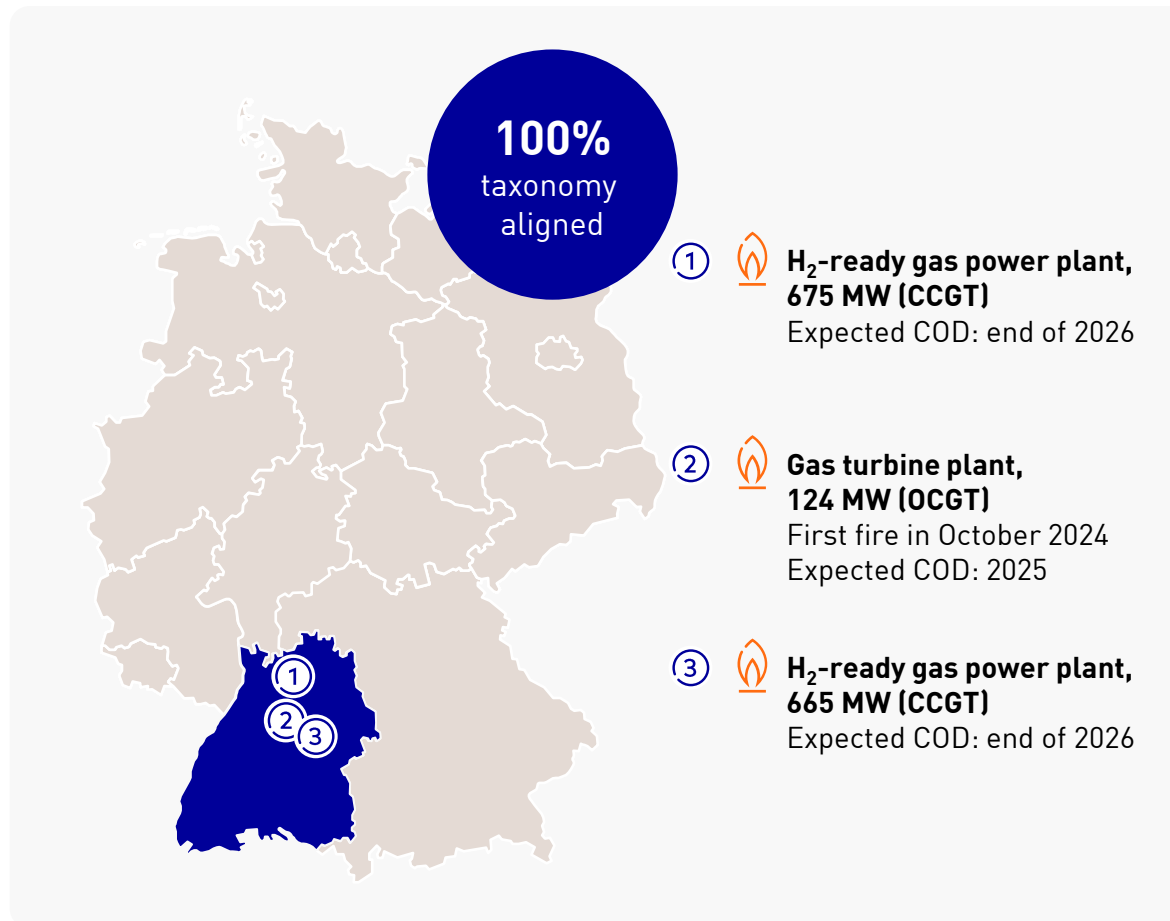 100%
taxonomy
aligned
1
H₂-ready gas power plant,
675 MW (CCGT)
Expected COD: end of 2026
2
Gas turbine plant,
124 MW (OCGT)
First fire in October 2024
Expected COD: 2025
3
H₂-ready gas power plant,
665 MW (CCGT)
Expected COD: end of 2026
1
2
3